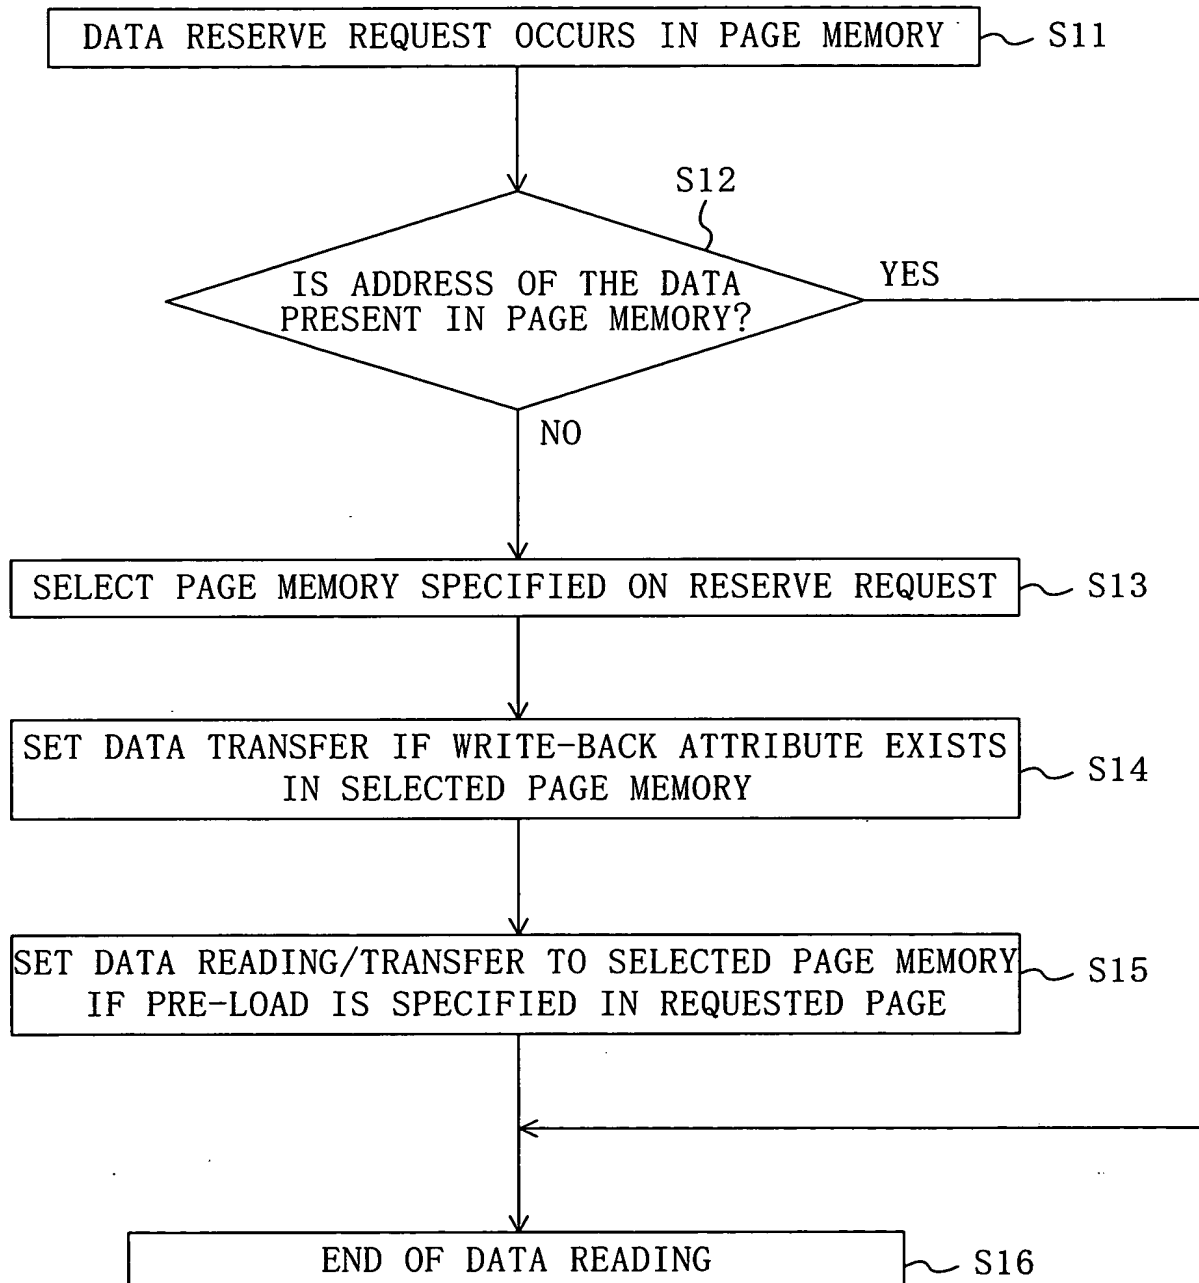 DATA RESERVE REQUEST OCCURS IN PAGE MEMORY S11
S12
IS ADDRESS OF THE DATA
PRESENT IN PAGE MEMORY?
YES
NO
SELECT PAGE MEMORY SPECIFIED ON RESERVE REQUEST S13
SET DATA TRANSFER IF WRITE-BACK ATTRIBUTE EXISTS
IN SELECTED PAGE MEMORY
S14
SET DATA READING/TRANSFER TO SELECTED PAGE MEMORY
IF PRE-LOAD IS SPECIFIED IN REQUESTED PAGE
S15
END OF DATA READING S16